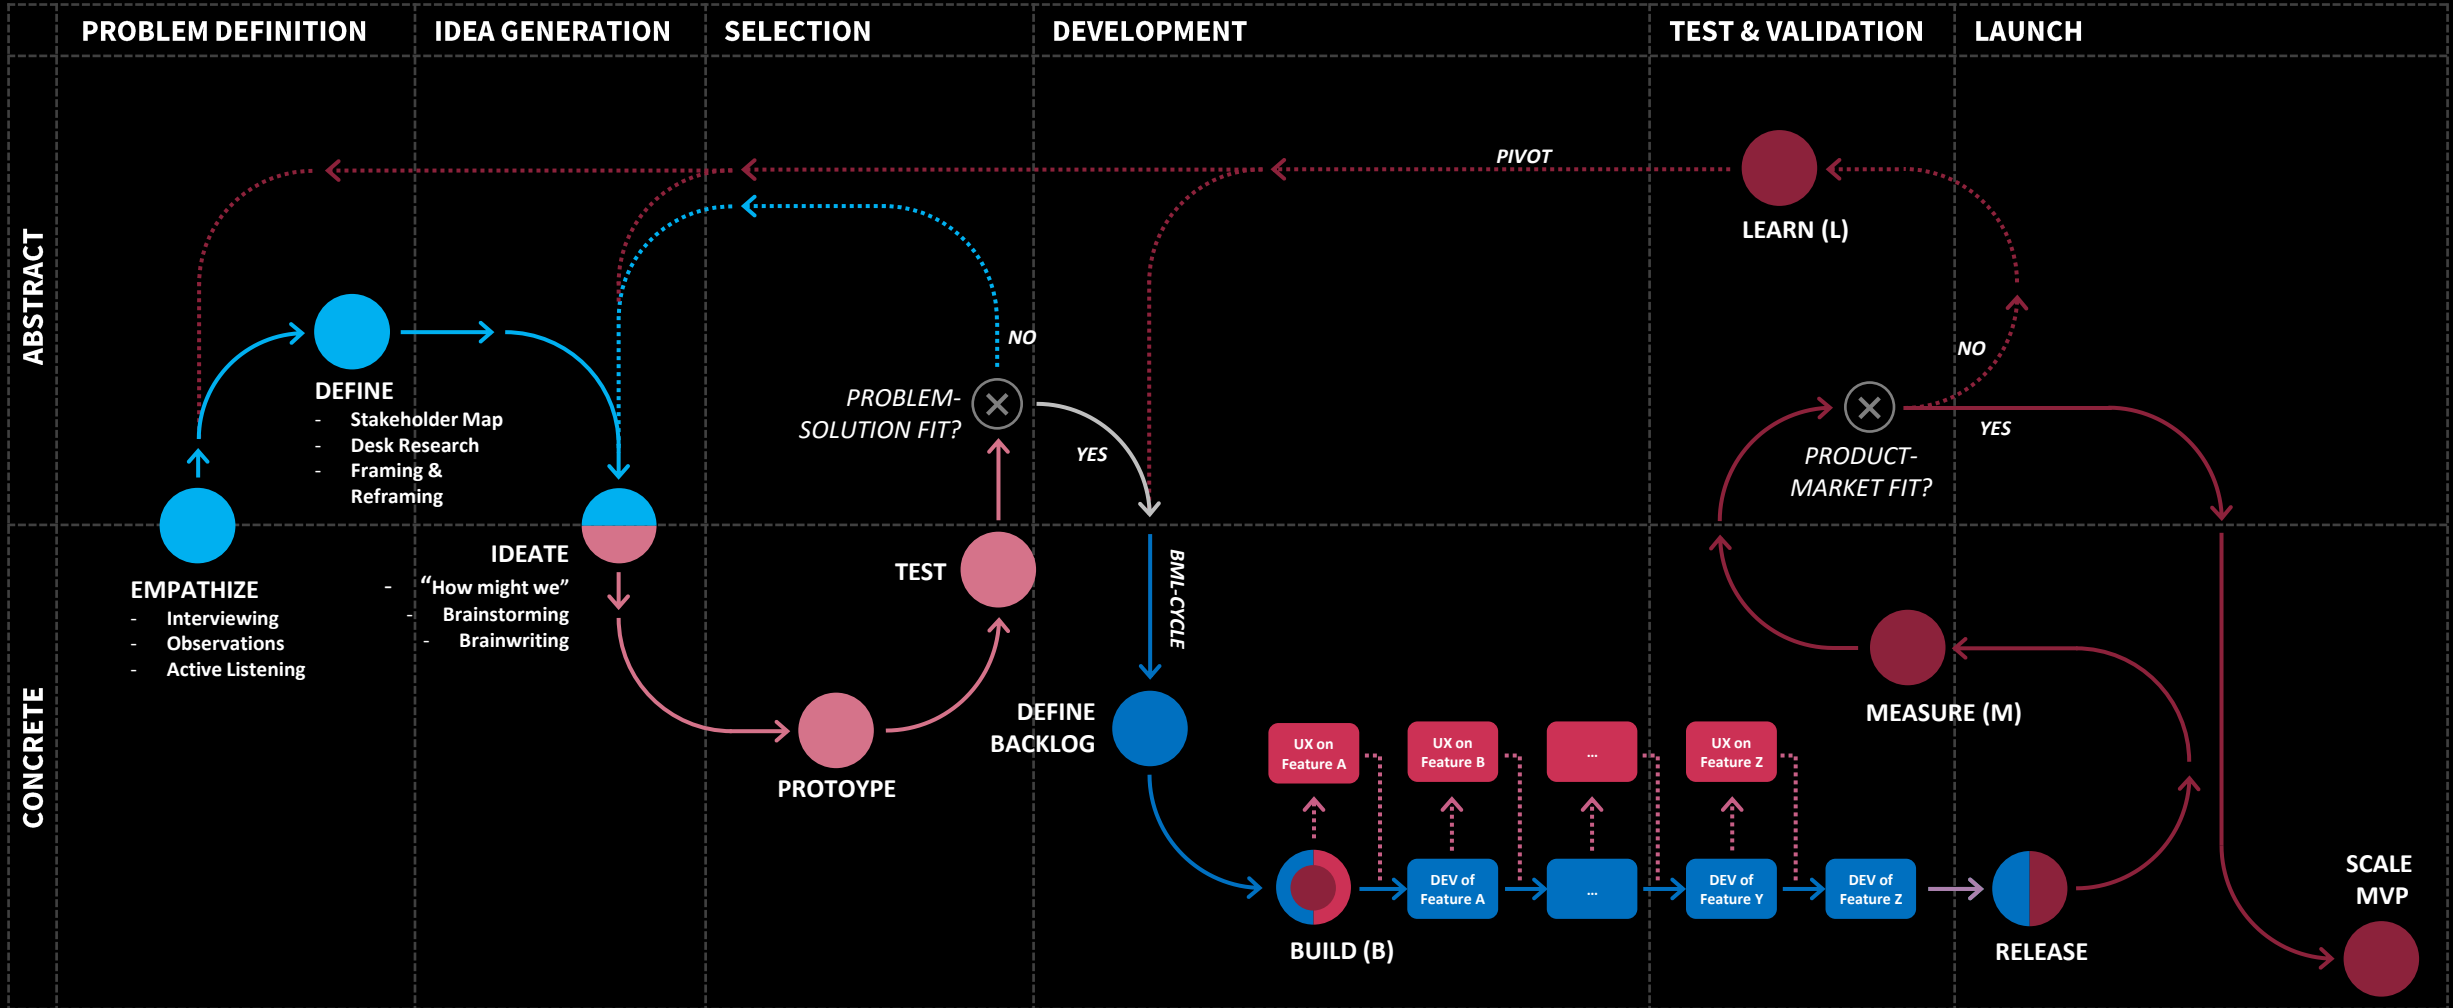 PROBLEM DEFINITION
IDEA GENERATION
SELECTION
DEVELOPMENT
TEST & VALIDATION
LAUNCH
ABSTRACT
CONCRETE
PIVOT
LEARN (L)
NO
DEFINE
- Stakeholder Map
- Desk Research
- Framing &
Reframing
PROBLEM-
SOLUTION FIT?
YES
NO
YES
PRODUCT-
MARKET FIT?
EMPATHIZE
- Interviewing
- Observations
- Active Listening
IDEATE
- “How might we”
- Brainstorming
- Brainwriting
TEST
PROTOYPE
BML-CYCLE
DEFINE
BACKLOG
MEASURE (M)
UX on
Feature A
UX on
Feature B
...
UX on
Feature Z
DEV of
Feature A
...
DEV of
Feature Y
DEV of
Feature Z
BUILD (B)
RELEASE
SCALE
MVP